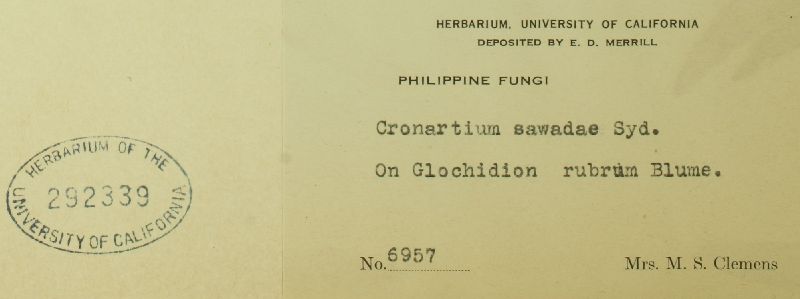 HERBARIUM, UNIVERSITY OF CALIFORNIA
DEPOSITED BY E. D. MERRILL
PHILIPPINE FUNGI
Cronartium sawadae Syd.
On Glochidion rubrum Blume.
No. 6957
Mrs. M. S. Clemens
HERBARIUM OF THE
292339
UNIVERSITY OF CALIFORNIA